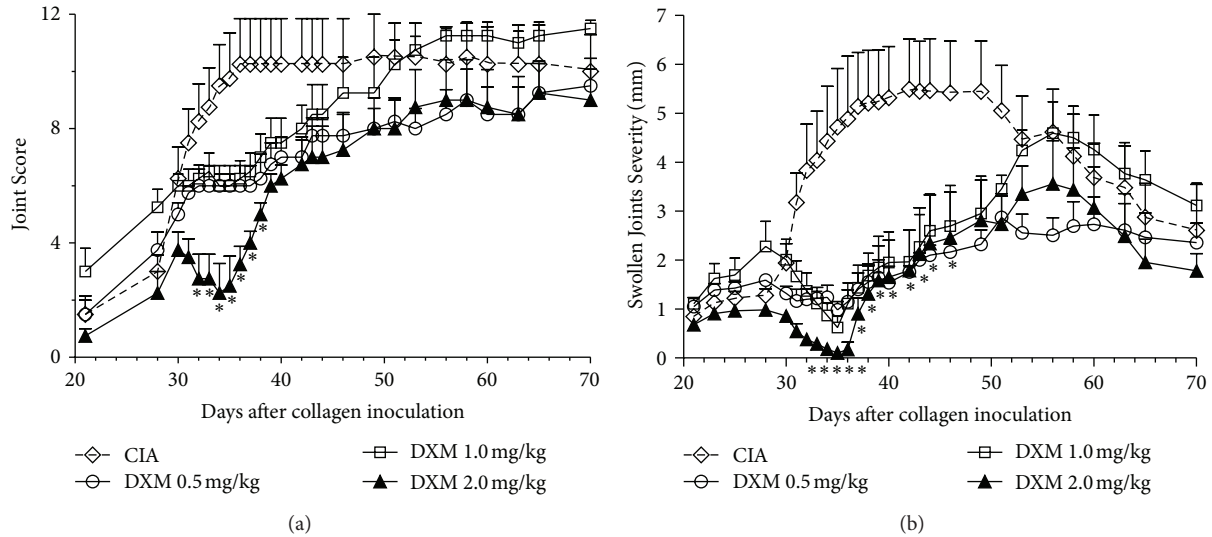 12
8
4
0
Joint Score
20 30 40 50 60 70
Days after collagen inoculation
* * * * * * *
CIA
DXM 0.5 mg/kg
DXM 1.0 mg/kg
DXM 2.0 mg/kg
(a)
7
6
5
4
3
2
1
0
Swollen Joints Severity (mm)
20 30 40 50 60 70
Days after collagen inoculation
* * * * * * * * * * * * *
CIA
DXM 0.5 mg/kg
DXM 1.0 mg/kg
DXM 2.0 mg/kg
(b)